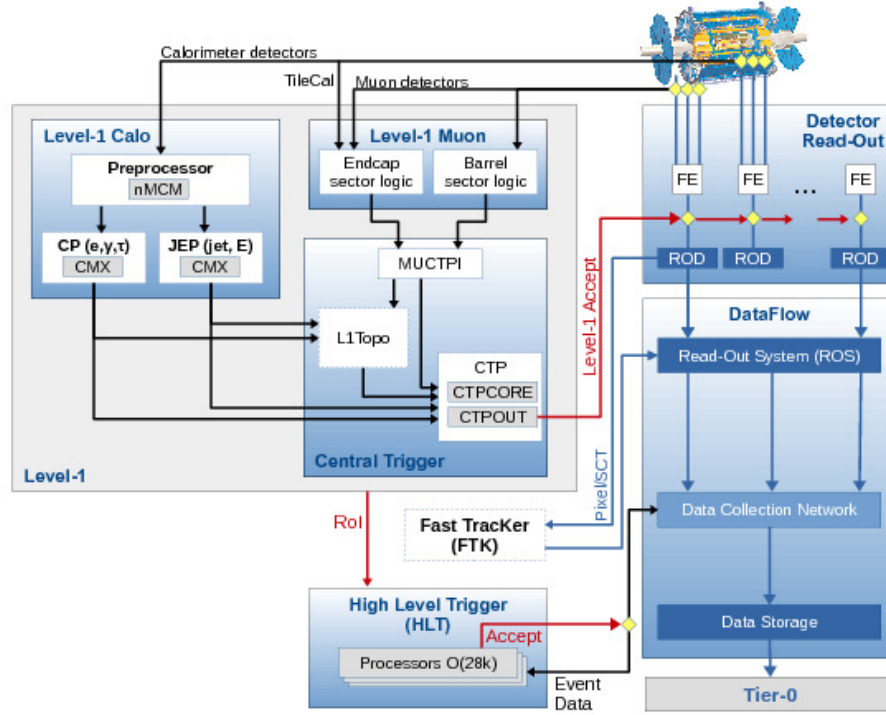 Calorimeter detectors
TileCal
Muon detectors
Level-1 Calo
Preprocessor
nMCM
CP (e,γ,τ)
CMX
JEP (jet, E)
CMX
Level-1 Muon
Endcap
sector logic
Barrel
sector logic
MUCTPI
L1Topo
CTP
CTPCORE
CTPOUT
Central Trigger
Level-1
Level-1 Accept
Detector
Read-Out
FE
FE
...
FE
ROD
ROD
ROD
DataFlow
Read-Out System (ROS)
Data Collection Network
Data Storage
Tier-0
Pixel/SCT
RoI
Fast TracKer
(FTK)
High Level Trigger
(HLT)
Accept
Processors O(28k)
Event
Data